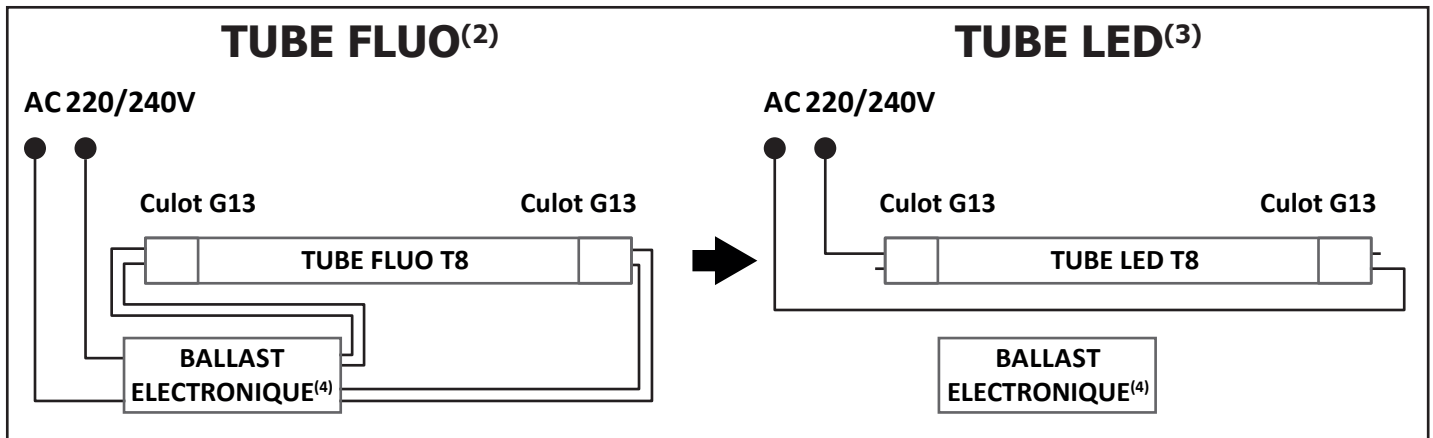 TUBE FLUO(2)
AC 220/240V
Culot G13
Culot G13
TUBE FLUO T8
BALLAST
ELECTRONIQUE(4)
TUBE LED(3)
AC 220/240V
Culot G13
Culot G13
TUBE LED T8
BALLAST
ELECTRONIQUE(4)